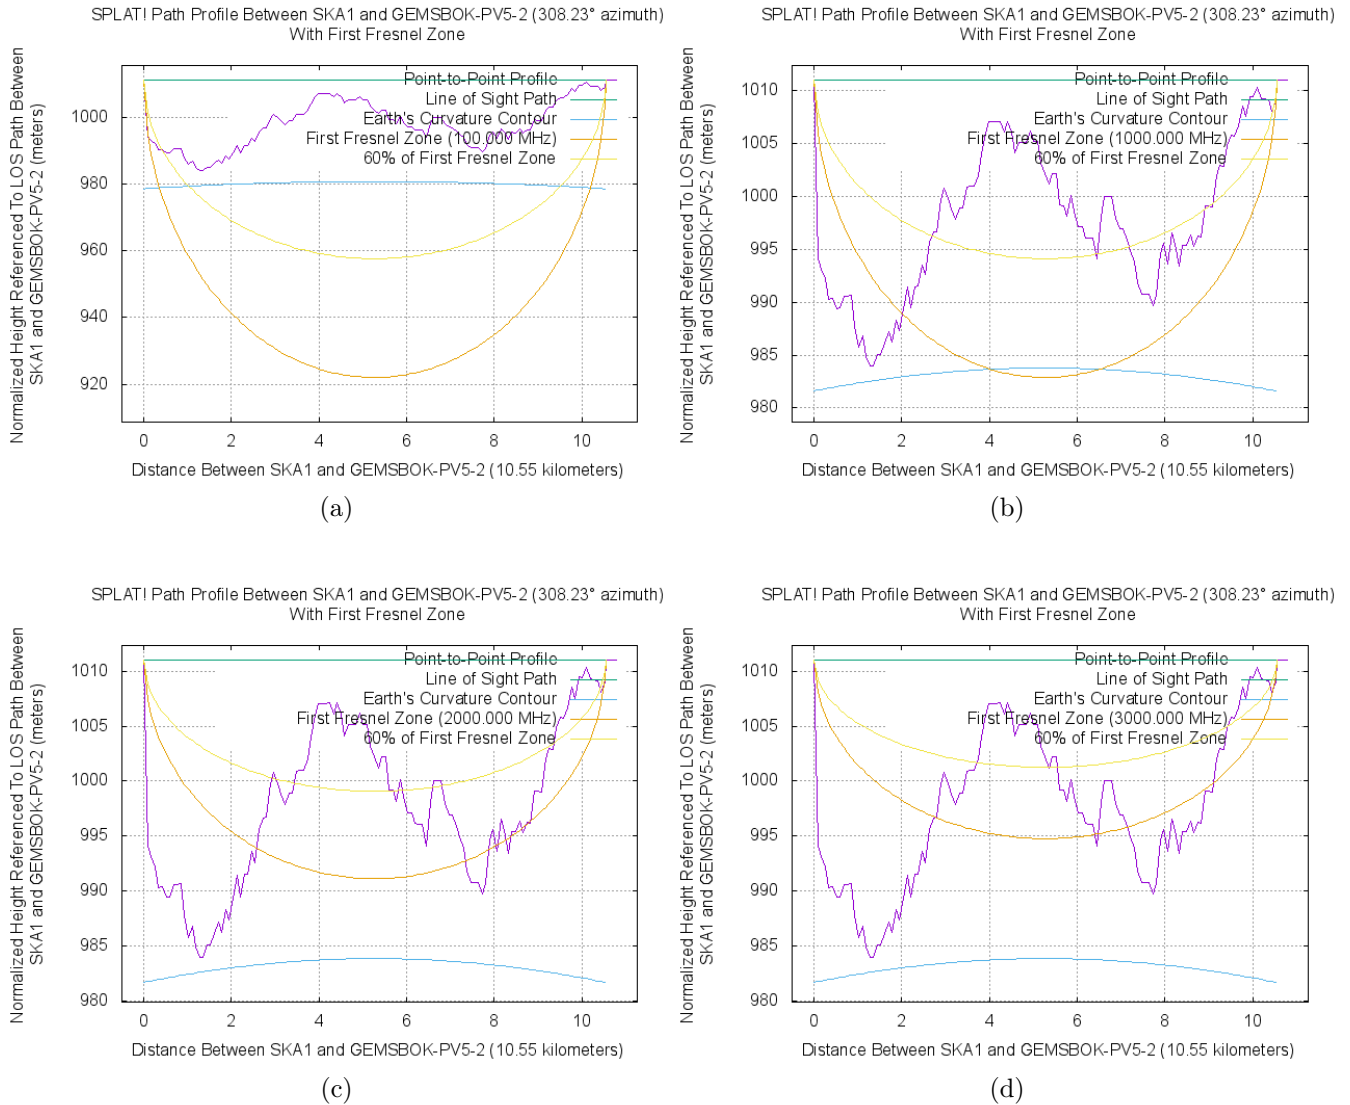 SPLAT! Path Profile Between SKA1 and GEMSBOK-PV5-2 (308.23° azimuth)
With First Fresnel Zone
Normalized Height Referenced To LOS Path Between
SKA1 and GEMSBOK-PV5-2 (meters)
Point-to-Point Profile
Line of Sight Path
Earth's Curvature Contour
First Fresnel Zone (100.000 MHz)
60% of First Fresnel Zone
1000
980
960
940
920
0 2 4 6 8 10
Distance Between SKA1 and GEMSBOK-PV5-2 (10.55 kilometers)
(a)
SPLAT! Path Profile Between SKA1 and GEMSBOK-PV5-2 (308.23° azimuth)
With First Fresnel Zone
Normalized Height Referenced To LOS Path Between
SKA1 and GEMSBOK-PV5-2 (meters)
Point-to-Point Profile
Line of Sight Path
Earth's Curvature Contour
First Fresnel Zone (1000.000 MHz)
60% of First Fresnel Zone
1010
1005
1000
995
990
985
980
0 2 4 6 8 10
Distance Between SKA1 and GEMSBOK-PV5-2 (10.55 kilometers)
(b)
SPLAT! Path Profile Between SKA1 and GEMSBOK-PV5-2 (308.23° azimuth)
With First Fresnel Zone
Normalized Height Referenced To LOS Path Between
SKA1 and GEMSBOK-PV5-2 (meters)
Point-to-Point Profile
Line of Sight Path
Earth's Curvature Contour
First Fresnel Zone (2000.000 MHz)
60% of First Fresnel Zone
1010
1005
1000
995
990
985
980
0 2 4 6 8 10
Distance Between SKA1 and GEMSBOK-PV5-2 (10.55 kilometers)
(c)
SPLAT! Path Profile Between SKA1 and GEMSBOK-PV5-2 (308.23° azimuth)
With First Fresnel Zone
Normalized Height Referenced To LOS Path Between
SKA1 and GEMSBOK-PV5-2 (meters)
Point-to-Point Profile
Line of Sight Path
Earth's Curvature Contour
First Fresnel Zone (3000.000 MHz)
60% of First Fresnel Zone
1010
1005
1000
995
990
985
980
0 2 4 6 8 10
Distance Between SKA1 and GEMSBOK-PV5-2 (10.55 kilometers)
(d)